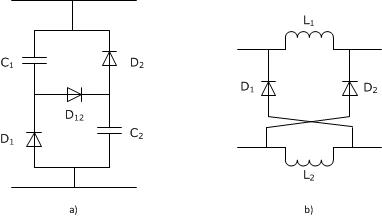 L₁
C₁
D₂
D₁
D₂
D₁₂
D₁
C₂
L₂
a)
b)